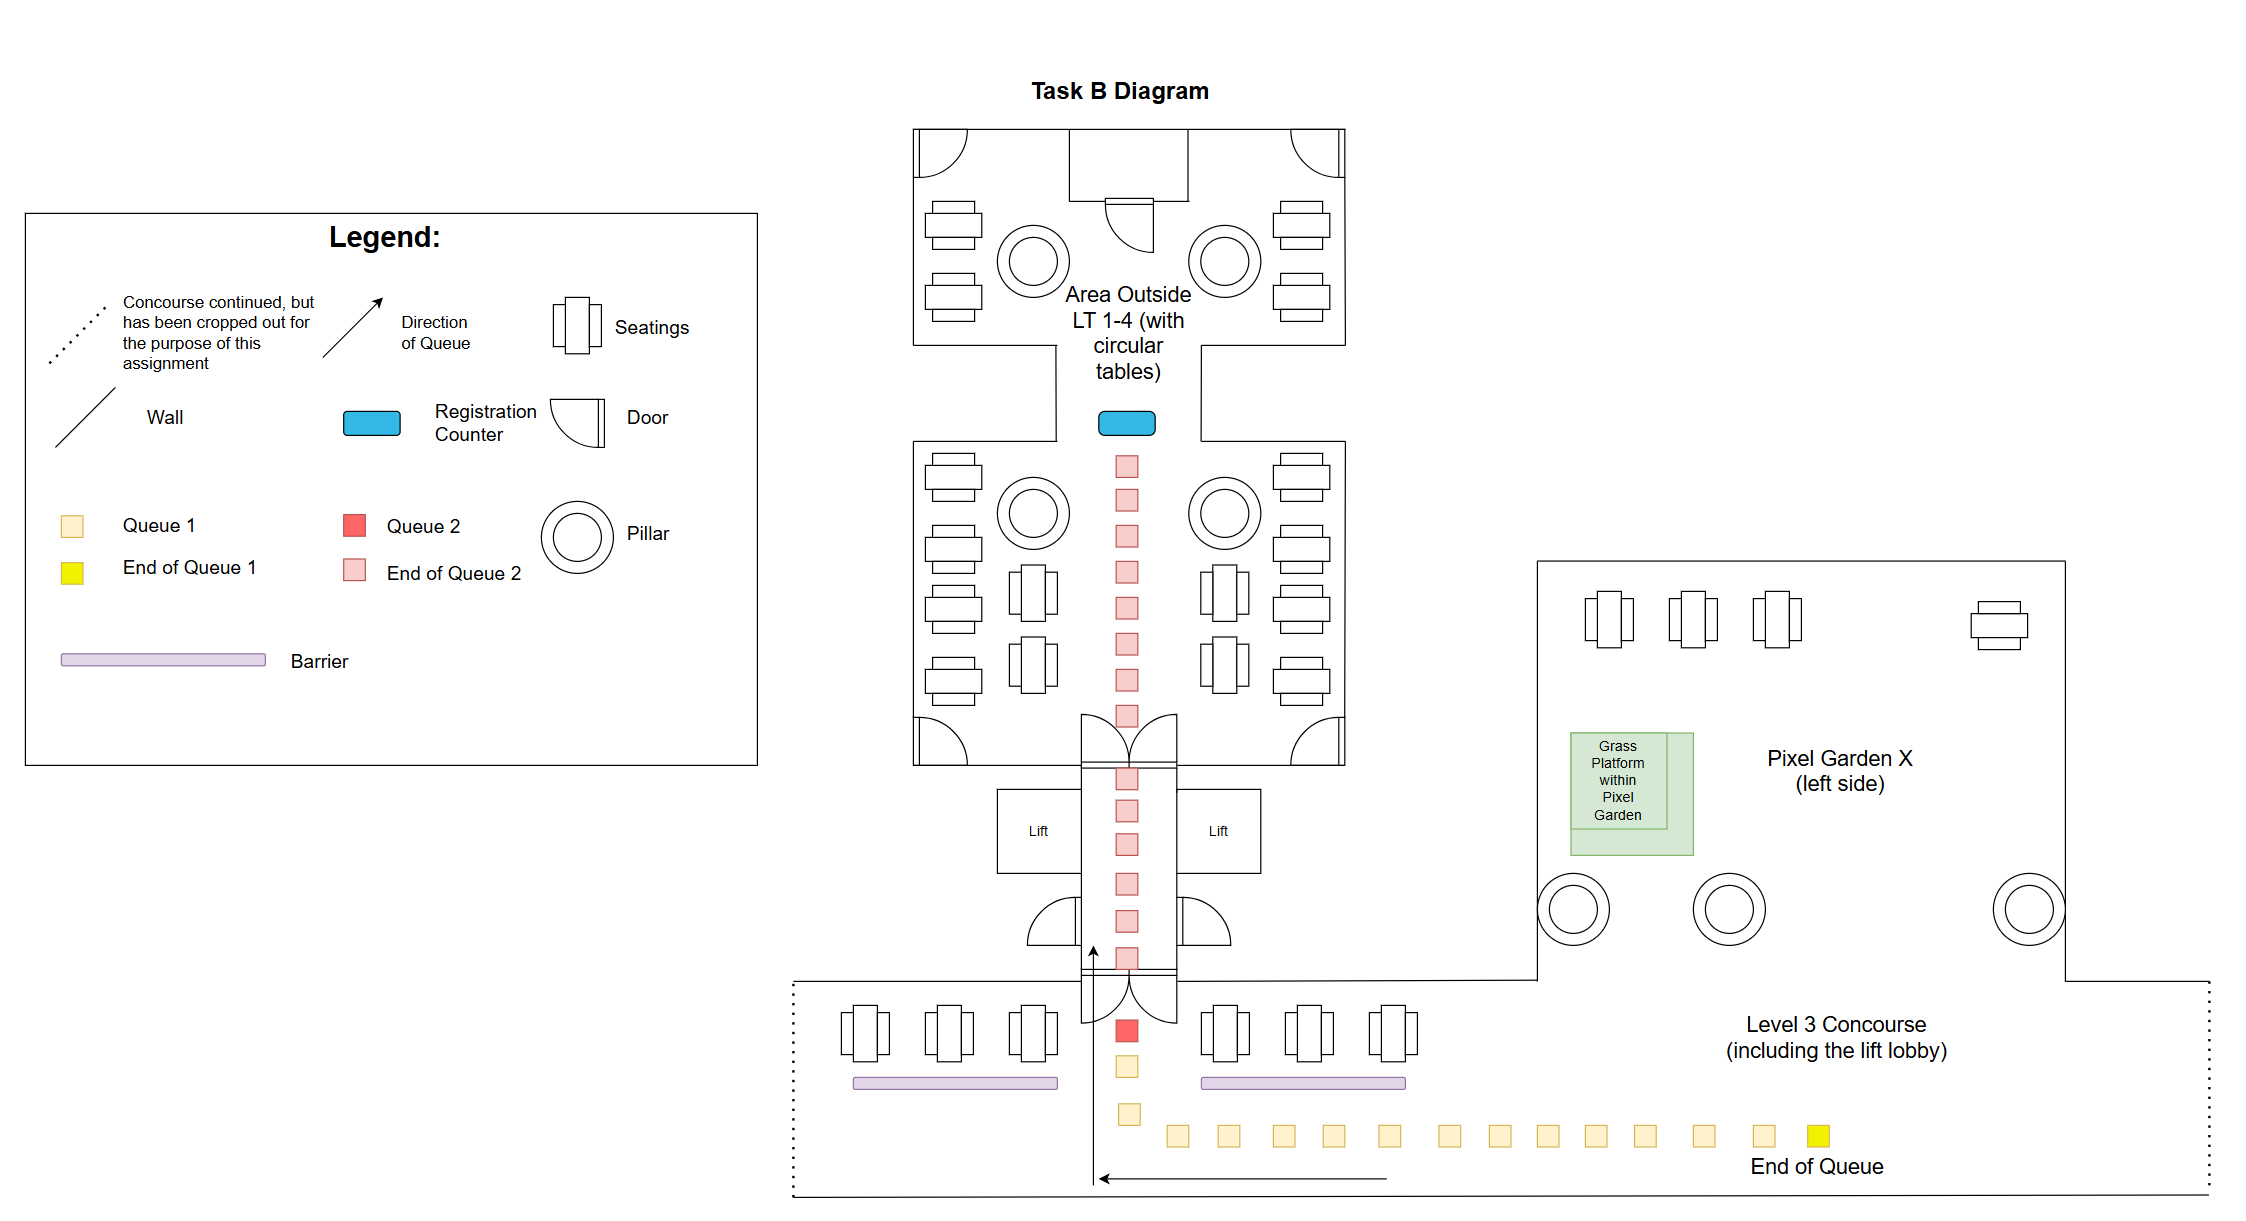 Task B Diagram
Legend:
Concourse continued, but
has been cropped out for
the purpose of this
assignment
Direction
of Queue
Seatings
Wall
Registration
Counter
Door
Queue 1
Queue 2
Pillar
End of Queue 1
End of Queue 2
Barrier
Area Outside
LT 1-4 (with
circular
tables)
Lift
Lift
Grass
Platform
within
Pixel
Garden
Pixel Garden X
(left side)
Level 3 Concourse
(including the lift lobby)
End of Queue